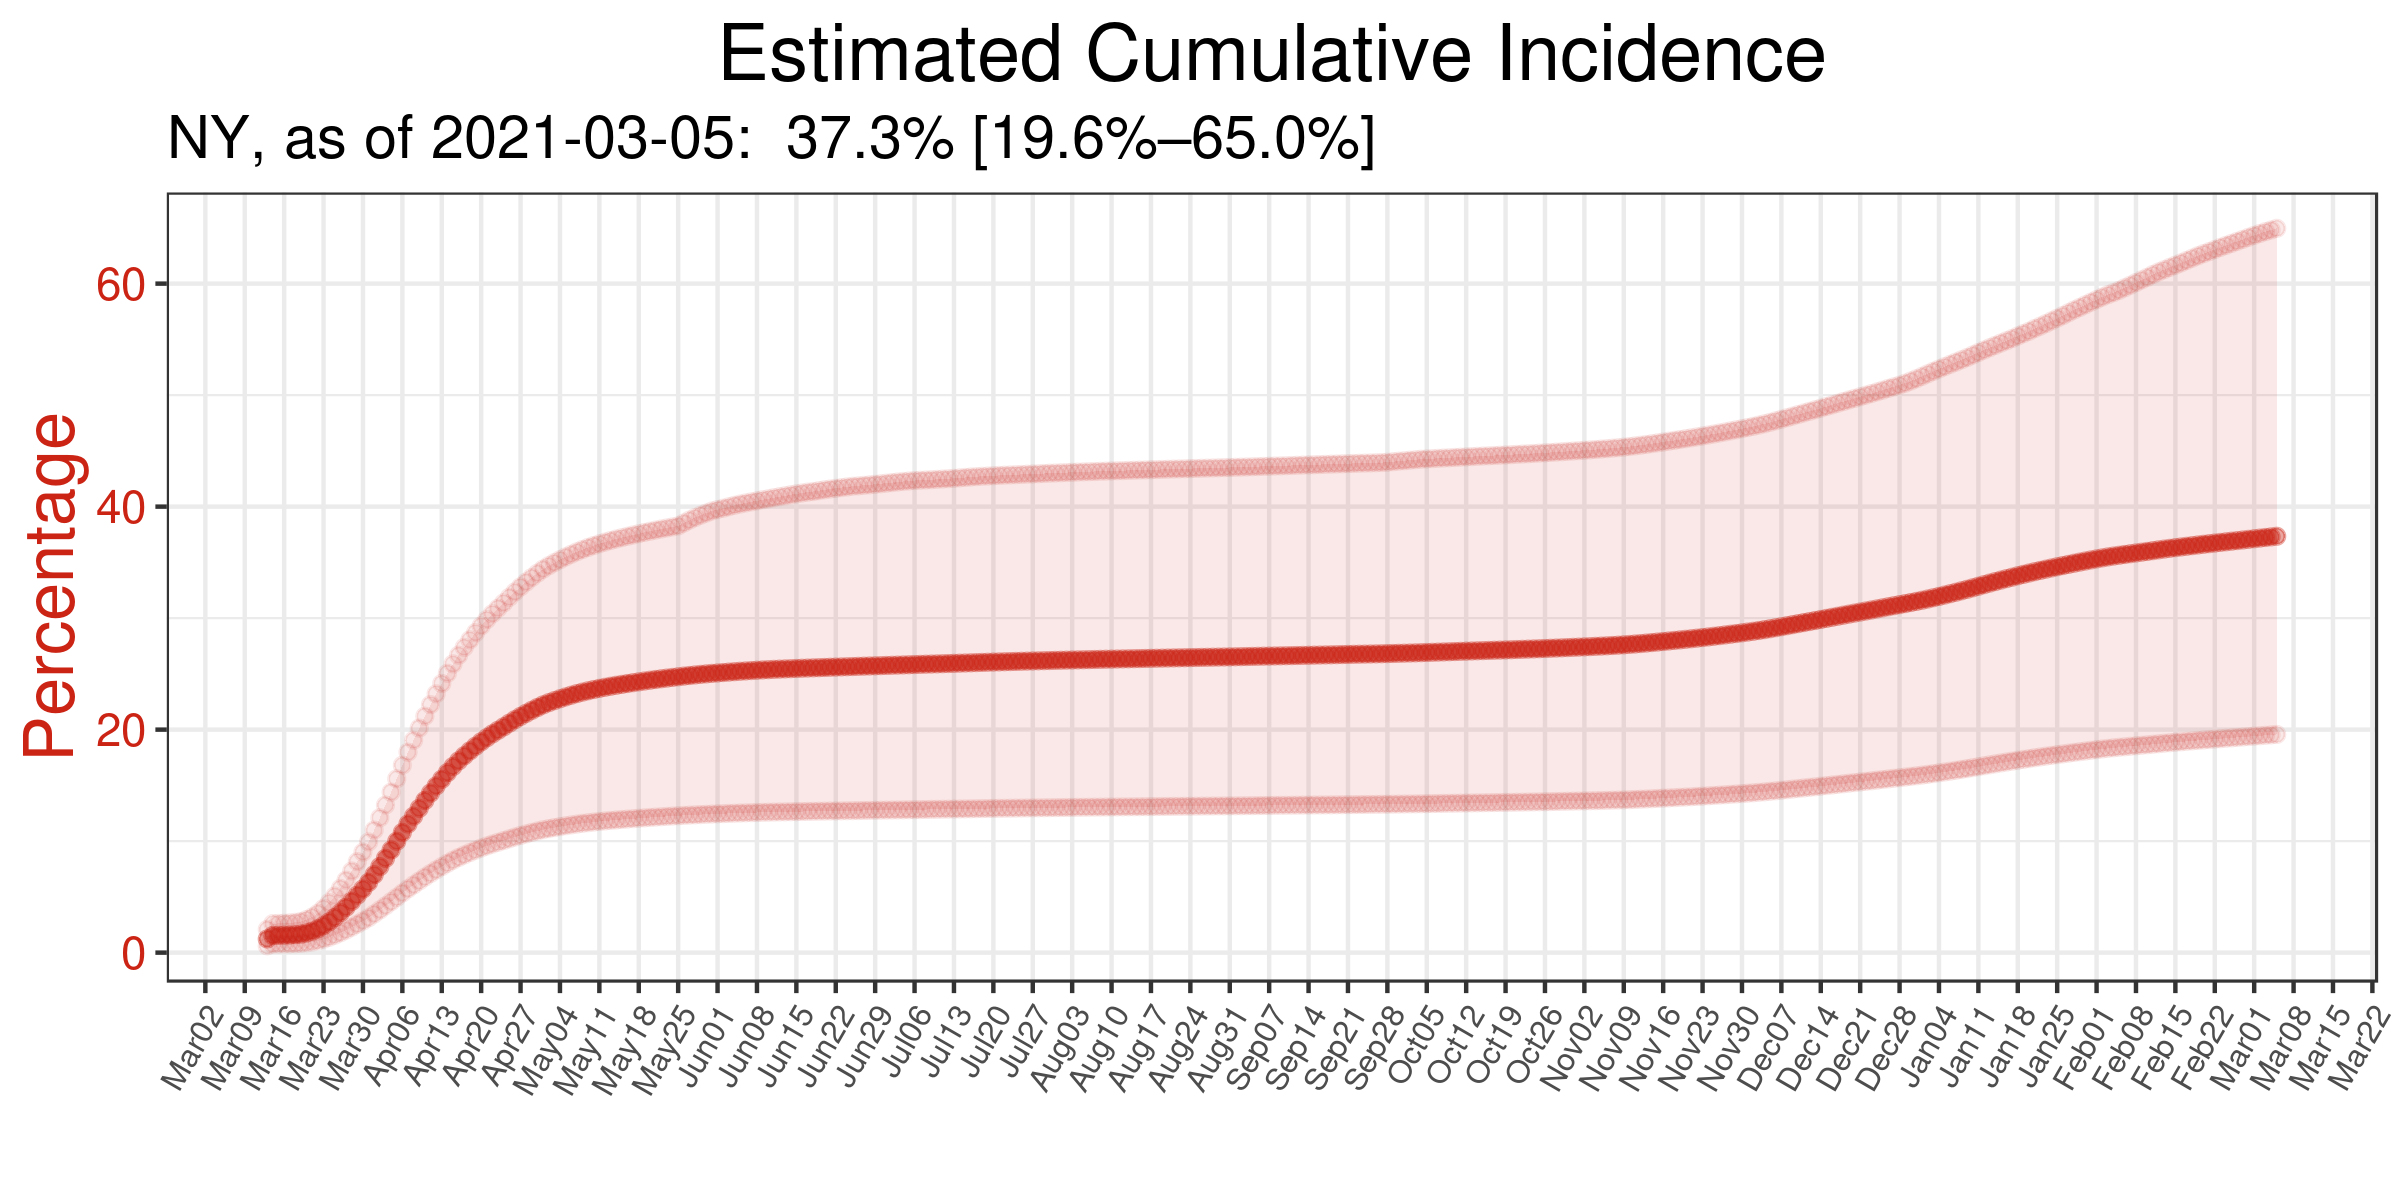 Estimated Cumulative Incidence
NY, as of 2021-03-05:  37.3% [19.6%–65.0%]
Percentage
60
40
20
0
Mar02
Mar09
Mar16
Mar23
Mar30
Apr06
Apr13
Apr20
Apr27
May04
May11
May18
May25
Jun01
Jun08
Jun15
Jun22
Jun29
Jul06
Jul13
Jul20
Jul27
Aug03
Aug10
Aug17
Aug24
Aug31
Sep07
Sep14
Sep21
Sep28
Oct05
Oct12
Oct19
Oct26
Nov02
Nov09
Nov16
Nov23
Nov30
Dec07
Dec14
Dec21
Dec28
Jan04
Jan11
Jan18
Jan25
Feb01
Feb08
Feb15
Feb22
Mar01
Mar08
Mar15
Mar22